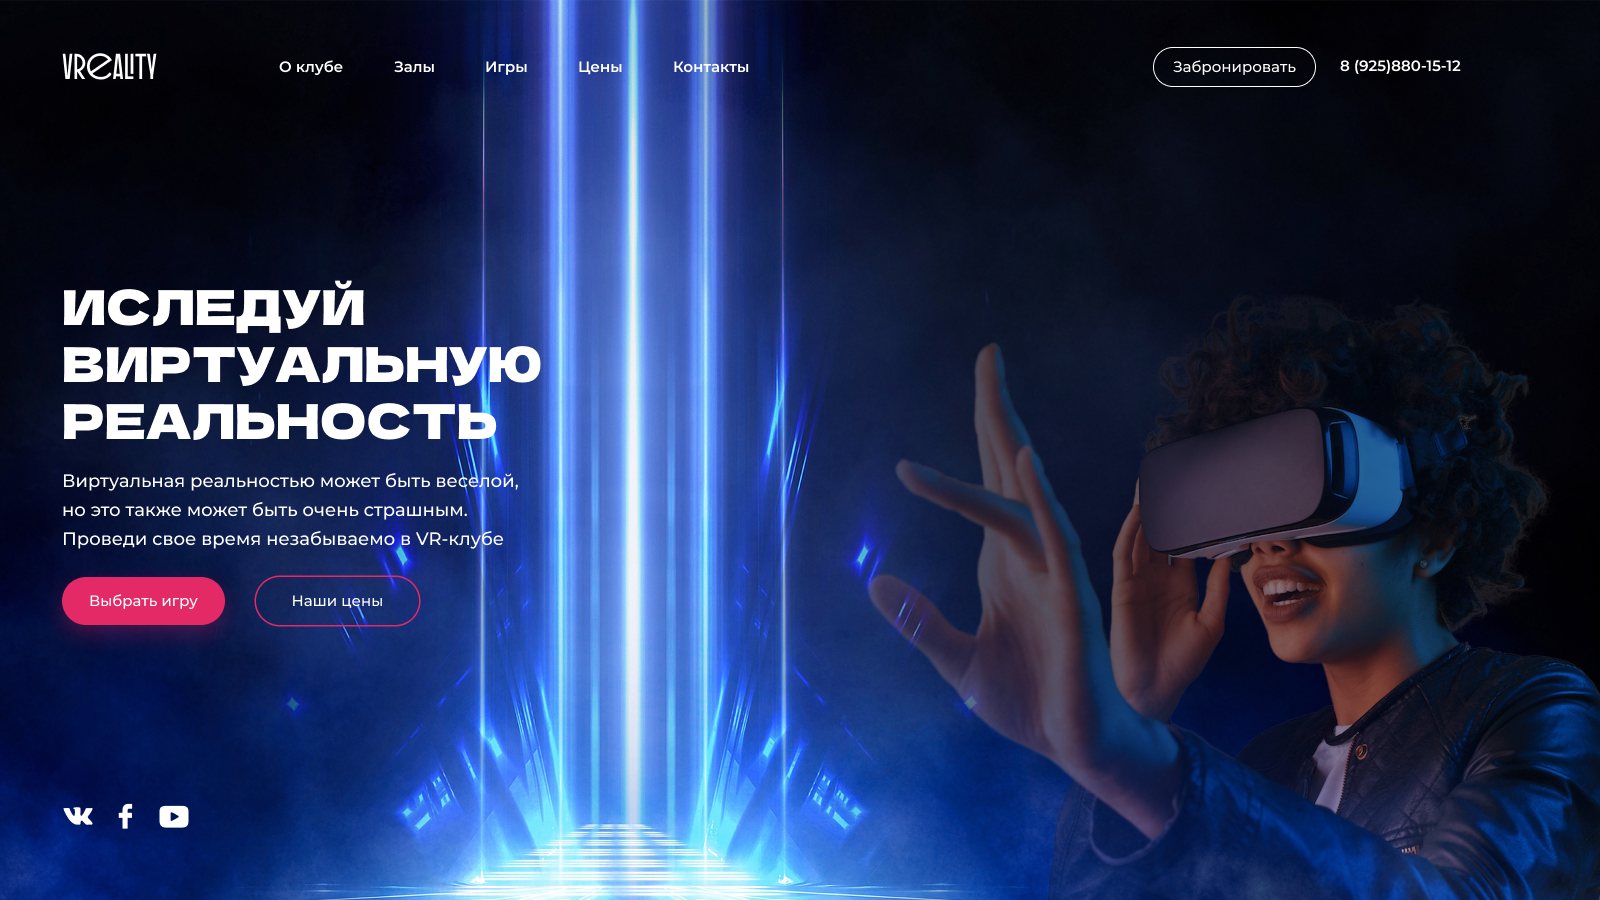 VREALITY
О клубе
Залы
Игры
Цены
Контакты
Забронировать
8 (925)880-15-12
ИСЛЕДУЙ
ВИРТУАЛЬНУЮ
РЕАЛЬНОСТЬ
Виртуальная реальностью может быть веселой,
но это также может быть очень страшным.
Проведи свое время незабываемо в VR-клубе
Выбрать игру
Наши цены